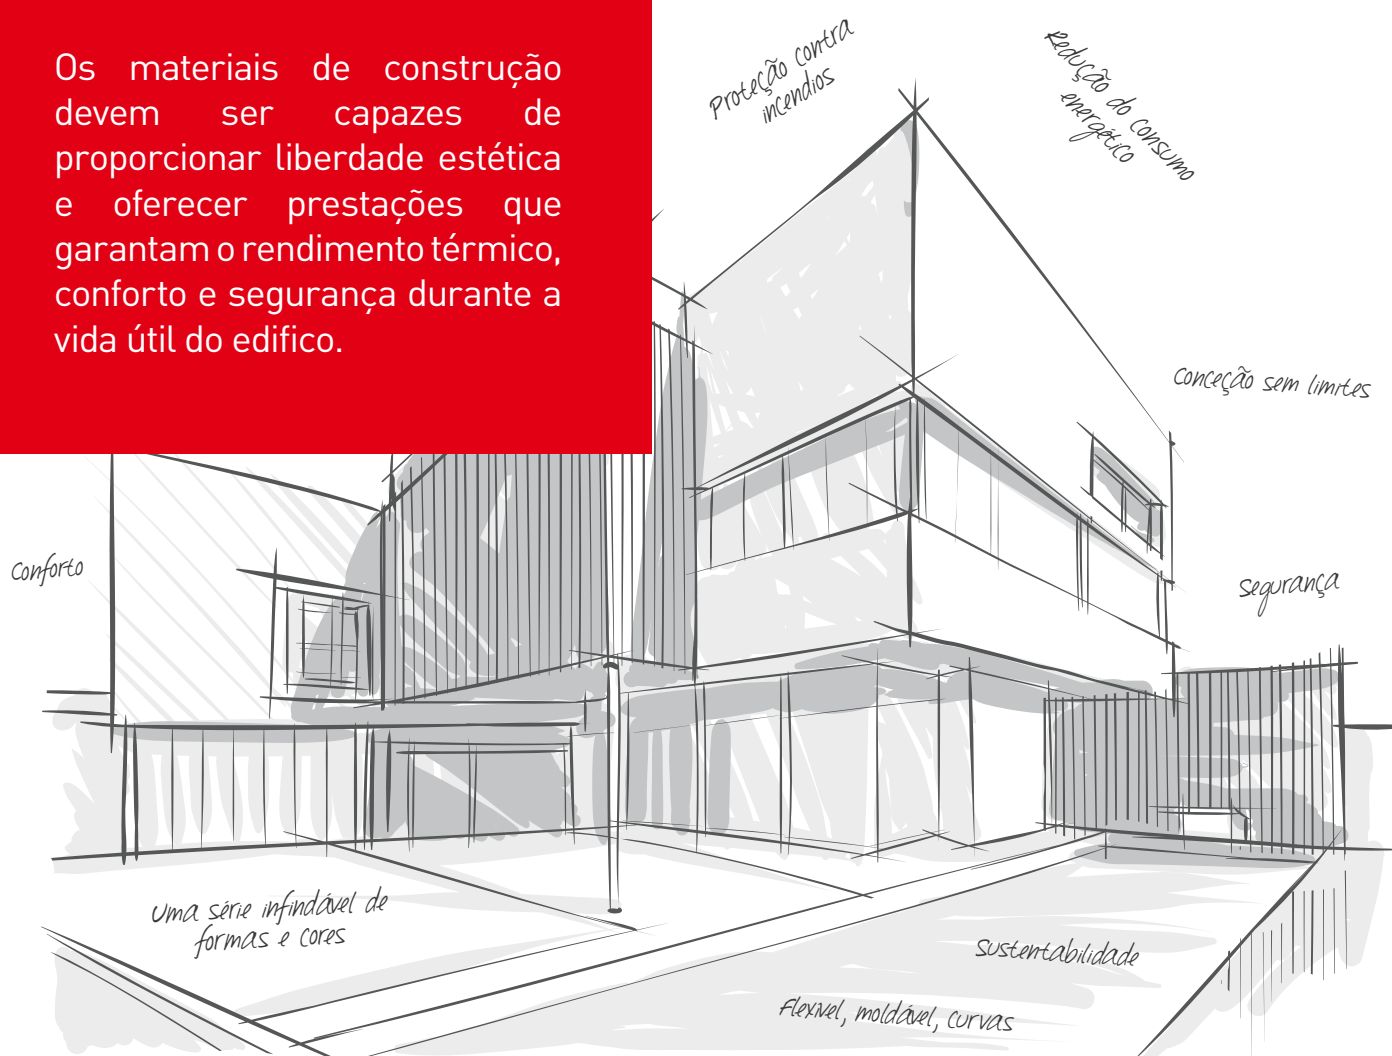 Os materiais de construção
devem ser capazes de
proporcionar liberdade estética
e oferecer prestações que
garantam o rendimento térmico,
conforto e segurança durante a
vida útil do edifico.
Proteção contra
incendios
Redução do consumo
energético
Conceção sem limites
Conforto
Segurança
Uma série infindável de
formas e cores
Sustentabilidade
Flexivel, moldável, curvas